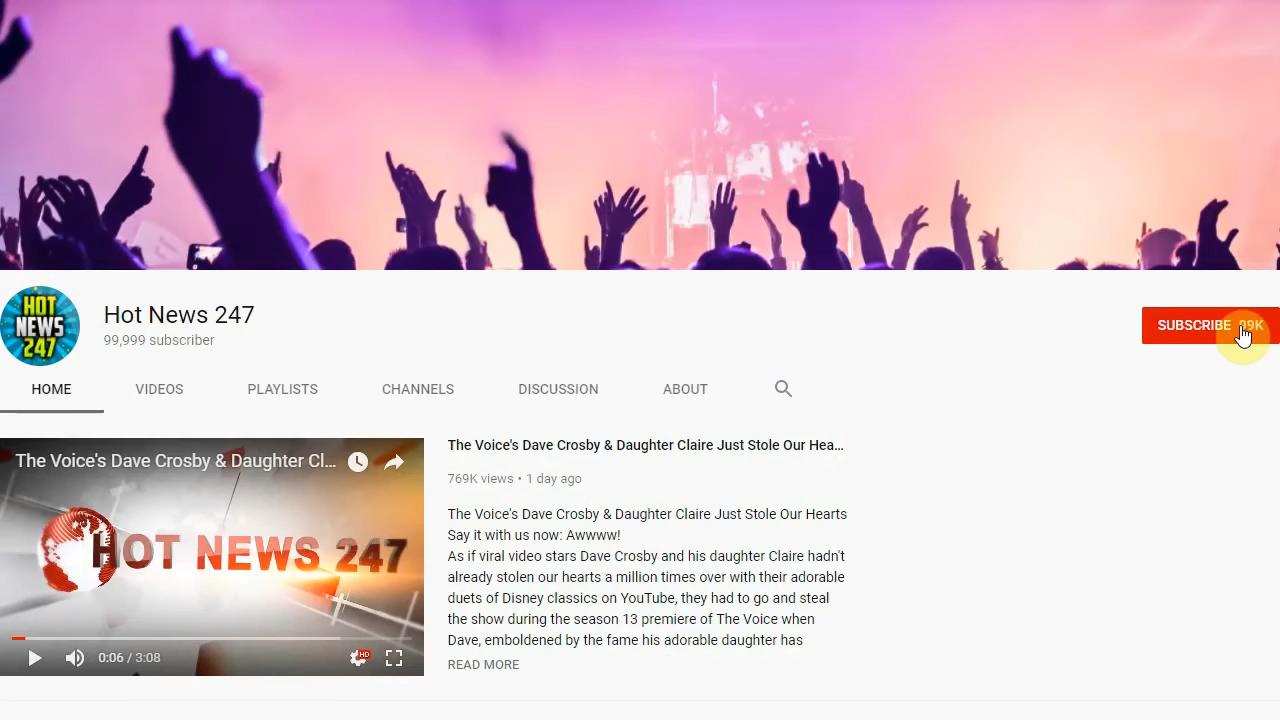 HOT
NEWS
247
Hot News 247
99,999 subscriber
SUBSCRIBE 99K
HOME VIDEOS PLAYLISTS CHANNELS DISCUSSION ABOUT
The Voice's Dave Crosby & Daughter Cl...
HOT NEWS 247
0:06 / 3:08
HD
The Voice's Dave Crosby & Daughter Claire Just Stole Our Hea...
769K views • 1 day ago
The Voice's Dave Crosby & Daughter Claire Just Stole Our Hearts
Say it with us now: Awwww!
As if viral video stars Dave Crosby and his daughter Claire hadn't
already stolen our hearts a million times over with their adorable
duets of Disney classics on YouTube, they had to go and steal
the show during the season 13 premiere of The Voice when
Dave, emboldened by the fame his adorable daughter has
READ MORE